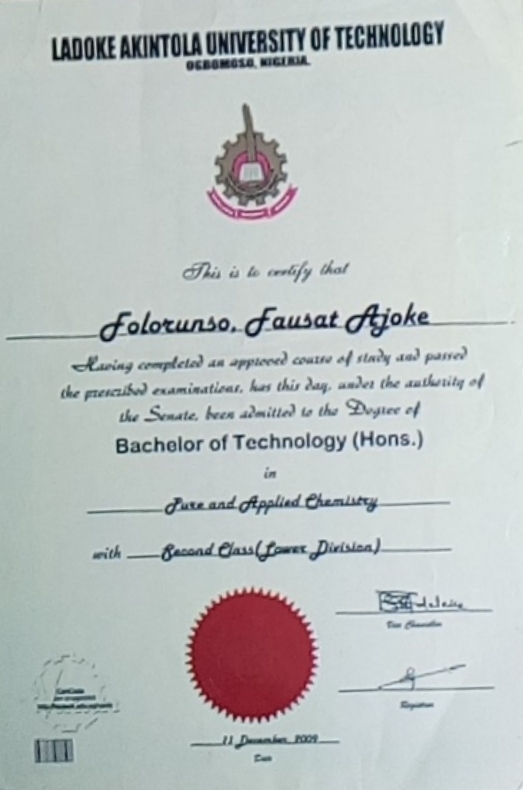 LADOKE AKINTOLA UNIVERSITY OF TECHNOLOGY
OGBOMOSO, NIGERIA.
This is to certify that
Folorunso, Fausat Ajoke
Having completed an approved course of study and passed
the prescribed examinations, has this day, under the authority of
the Senate, been admitted to the Degree of
Bachelor of Technology (Hons.)
in
Pure and Applied Chemistry
with Second Class (Lower Division)
Vice Chancellor
Registrar
11 December, 2009
Date